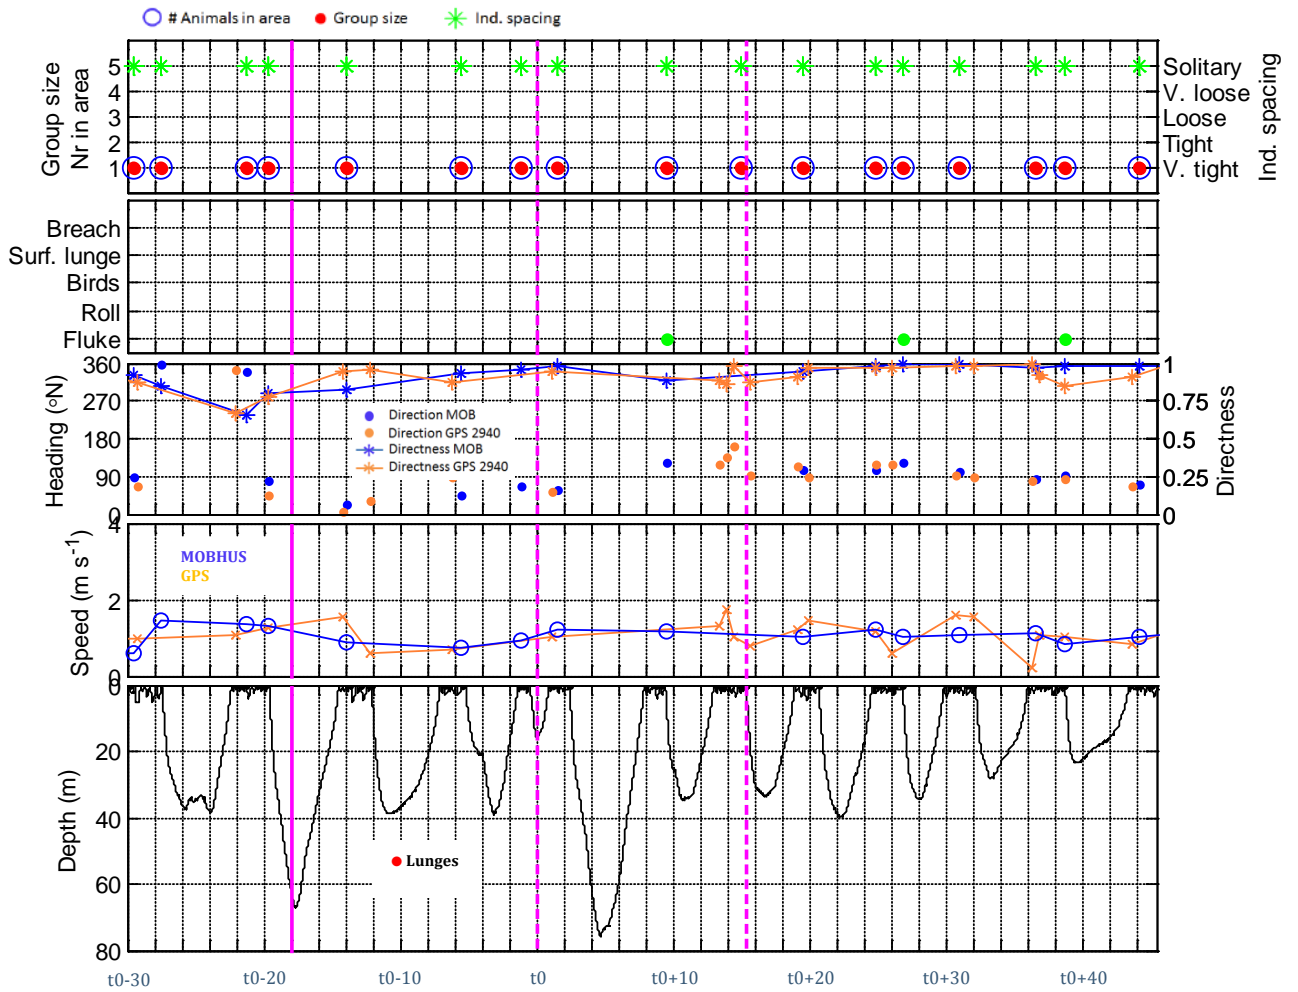 # Animals in area Group size Ind. spacing
Group size
Nr in area
5
4
3
2
1
Solitary
V. loose
Loose
Tight
V. tight
Ind. spacing
Breach
Surf. lunge
Birds
Roll
Fluke
Heading (°N)
360
270
180
90
0
Direction MOB
Direction GPS 2940
Directness MOB
Directness GPS 2940
1
0.75
0.5
0.25
0
Directness
Speed (m s-1)
4
2
0
MOBHUS
GPS
Depth (m)
0
20
40
60
80
Lunges
t0-30 t0-20 t0-10 t0 t0+10 t0+20 t0+30 t0+40